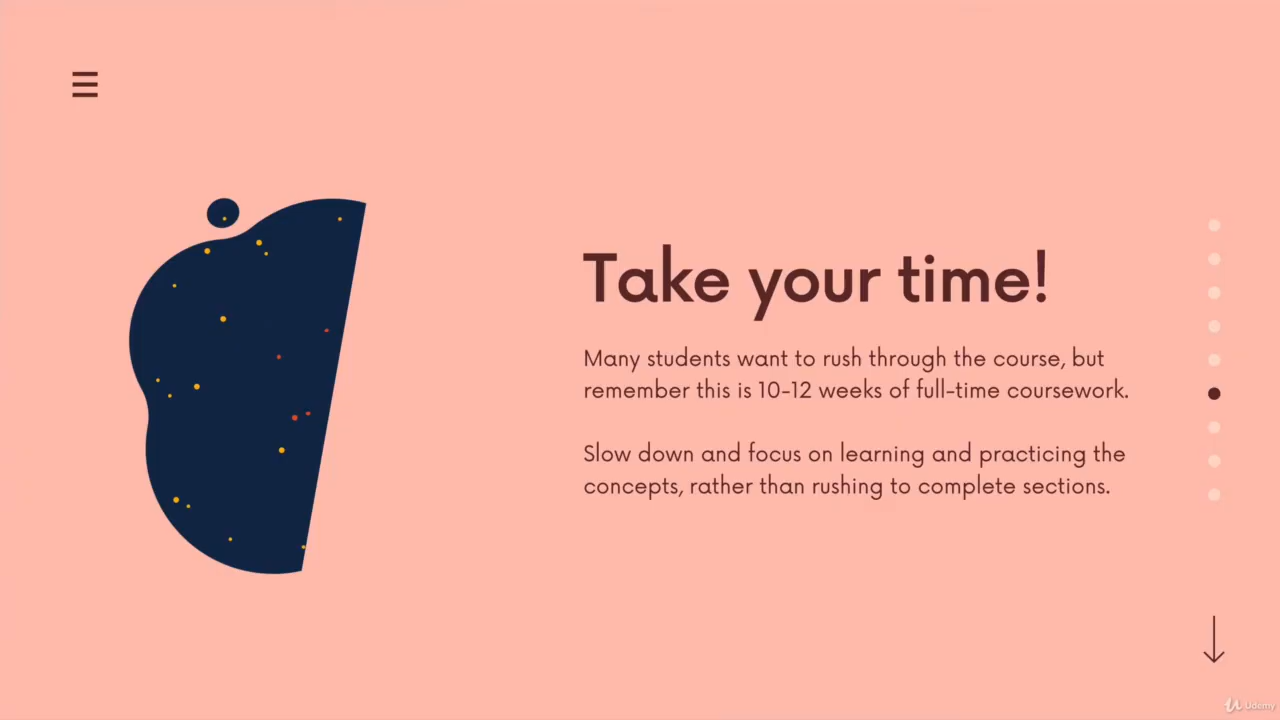 Take your time!
Many students want to rush through the course, but
remember this is 10-12 weeks of full-time coursework.
Slow down and focus on learning and practicing the
concepts, rather than rushing to complete sections.
Udemy